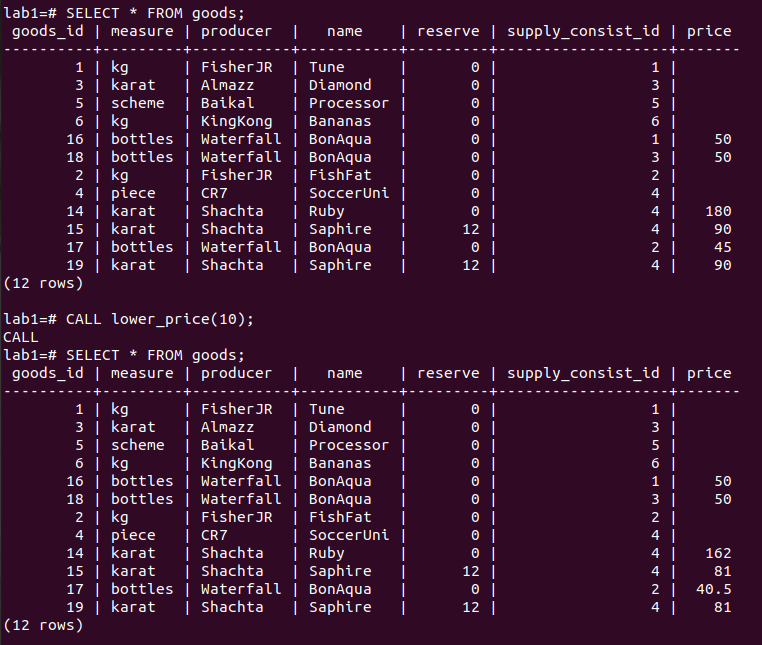 lab1=# SELECT * FROM goods;
 goods_id | measure | producer  |   name    | reserve | supply_consist_id | price
----------+---------+-----------+-----------+---------+-------------------+-------
        1 | kg      | FisherJR  | Tune      |       0 |                 1 |
        3 | karat   | Almazz    | Diamond   |       0 |                 3 |
        5 | scheme  | Baikal    | Processor |       0 |                 5 |
        6 | kg      | KingKong  | Bananas   |       0 |                 6 |
       16 | bottles | Waterfall | BonAqua   |       0 |                 1 |    50
       18 | bottles | Waterfall | BonAqua   |       0 |                 3 |    50
        2 | kg      | FisherJR  | FishFat   |       0 |                 2 |
        4 | piece   | CR7       | SoccerUni |       0 |                 4 |
       14 | karat   | Shachta   | Ruby      |       0 |                 4 |   180
       15 | karat   | Shachta   | Saphire   |      12 |                 4 |    90
       17 | bottles | Waterfall | BonAqua   |       0 |                 2 |    45
       19 | karat   | Shachta   | Saphire   |      12 |                 4 |    90
(12 rows)

lab1=# CALL lower_price(10);
CALL
lab1=# SELECT * FROM goods;
 goods_id | measure | producer  |   name    | reserve | supply_consist_id | price
----------+---------+-----------+-----------+---------+-------------------+-------
        1 | kg      | FisherJR  | Tune      |       0 |                 1 |
        3 | karat   | Almazz    | Diamond   |       0 |                 3 |
        5 | scheme  | Baikal    | Processor |       0 |                 5 |
        6 | kg      | KingKong  | Bananas   |       0 |                 6 |
       16 | bottles | Waterfall | BonAqua   |       0 |                 1 |    50
       18 | bottles | Waterfall | BonAqua   |       0 |                 3 |    50
        2 | kg      | FisherJR  | FishFat   |       0 |                 2 |
        4 | piece   | CR7       | SoccerUni |       0 |                 4 |
       14 | karat   | Shachta   | Ruby      |       0 |                 4 |   162
       15 | karat   | Shachta   | Saphire   |      12 |                 4 |    81
       17 | bottles | Waterfall | BonAqua   |       0 |                 2 |  40.5
       19 | karat   | Shachta   | Saphire   |      12 |                 4 |    81
(12 rows)